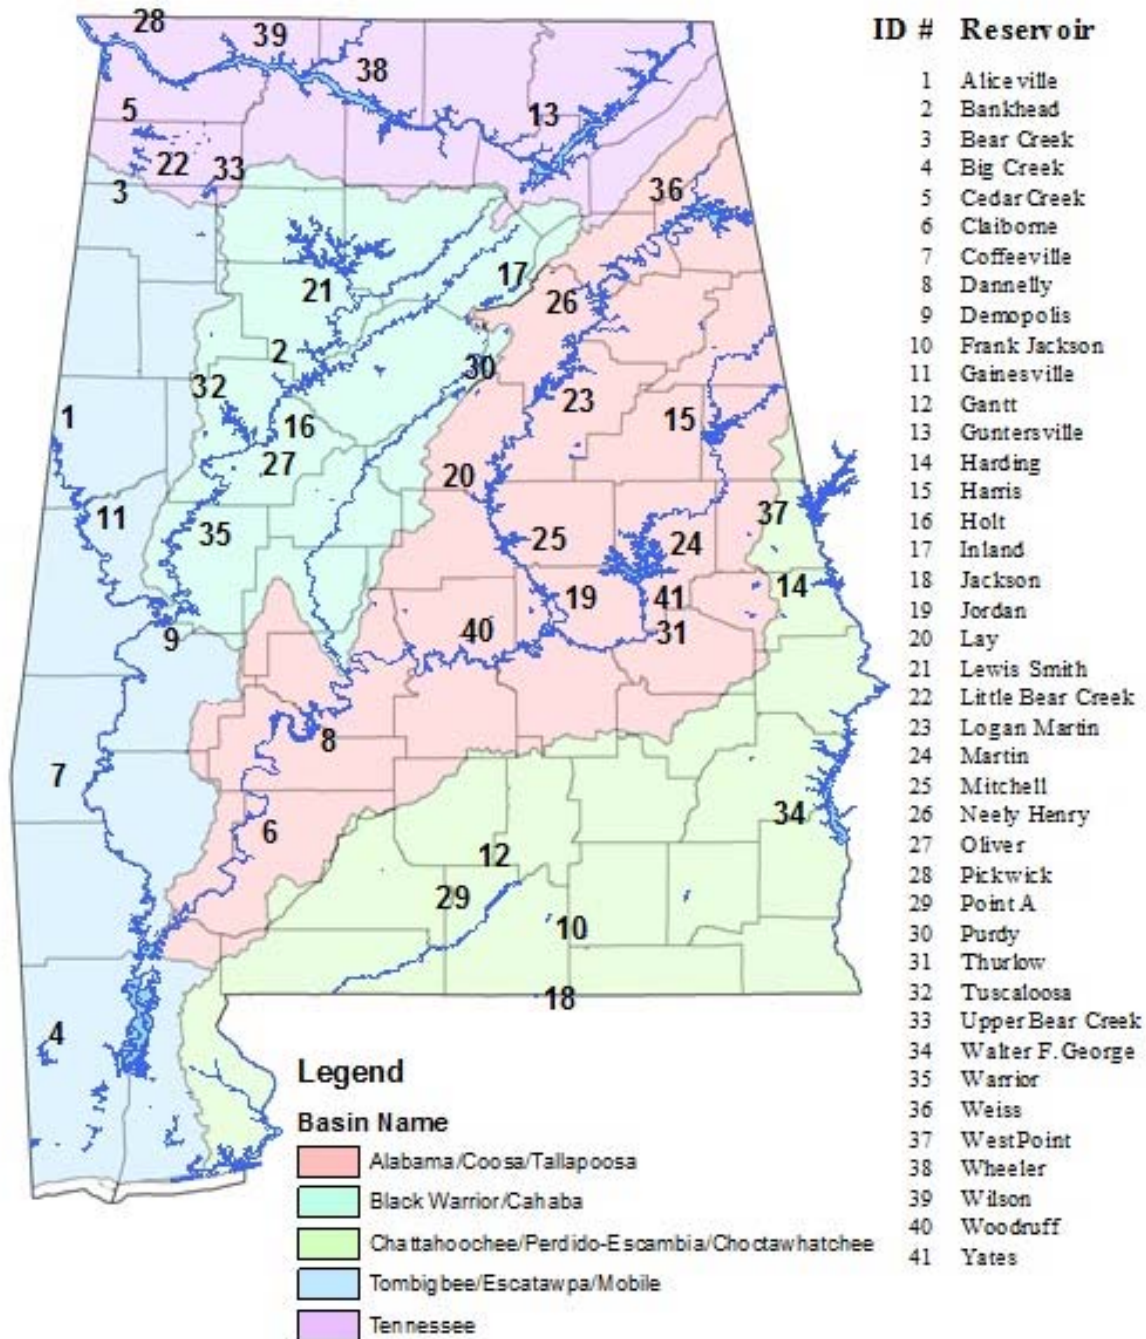 28
39
38
5
13
22
33
3
36
21
17
26
2
30
32
23
1
16
15
27
20
11
35
37
25
24
14
19
41
9
40
31
8
7
34
6
12
29
10
18
4
Legend
Basin Name
Alabama/Coosa/Tallapoosa
Black Warrior/Cahaba
Chattahoochee/Perdido-Escambia/Choctawhatchee
Tombigbee/Escatawpa/Mobile
Tennessee
ID # Reservoir
1 Aliceville
2 Bankhead
3 Bear Creek
4 Big Creek
5 Cedar Creek
6 Claiborne
7 Coffeeville
8 Dannelly
9 Demopolis
10 Frank Jackson
11 Gainesville
12 Gantt
13 Guntersville
14 Harding
15 Harris
16 Holt
17 Inland
18 Jackson
19 Jordan
20 Lay
21 Lewis Smith
22 Little Bear Creek
23 Logan Martin
24 Martin
25 Mitchell
26 Neely Henry
27 Oliver
28 Pickwick
29 Point A
30 Purdy
31 Thurlow
32 Tuscaloosa
33 Upper Bear Creek
34 Walter F. George
35 Warrior
36 Weiss
37 West Point
38 Wheeler
39 Wilson
40 Woodruff
41 Yates